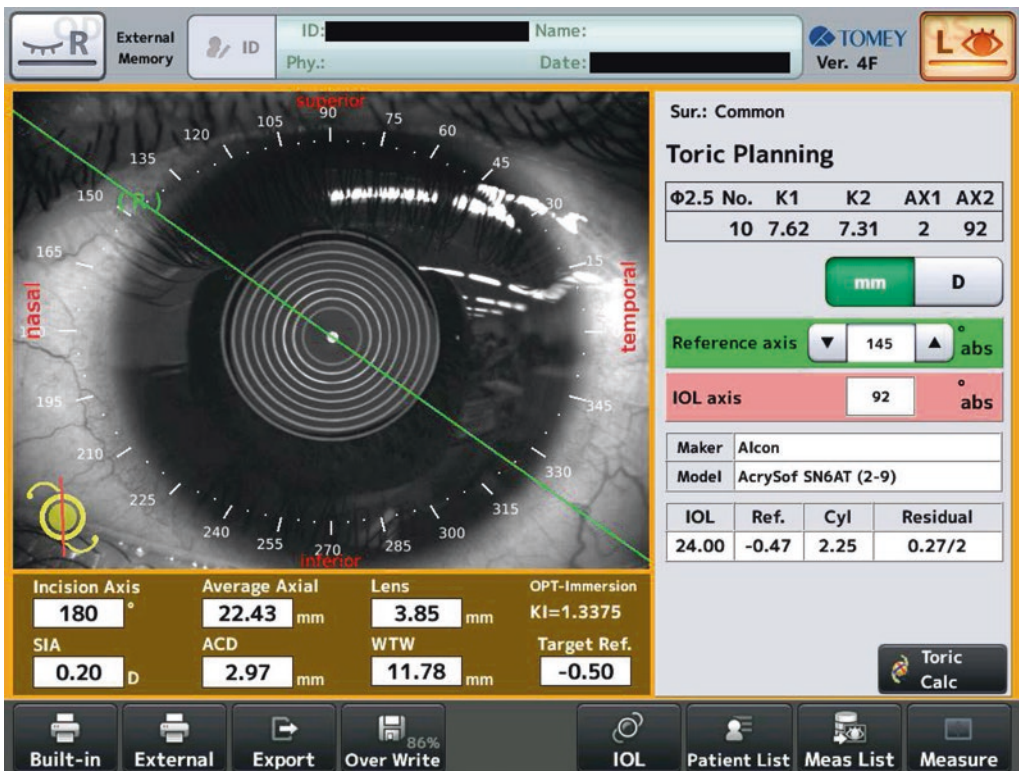 OD
R
External
Memory
ID
ID:
Name:
Phy.:
Date:
TOMEY
Ver. 4F
OS
L
superior
90
105
75
120
60
135
45
150
( R )
30
165
15
nasal
temporal
195
345
210
330
225
315
240
300
255
270
285
inferior
Sur.: Common
Toric Planning
Φ2.5 No. K1 K2 AX1 AX2
10 7.62 7.31 2 92
mm D
Reference axis ▼ 145 ▲ ° abs
IOL axis 92 ° abs
Maker Alcon
Model AcrySof SN6AT (2-9)
IOL Ref. Cyl Residual
24.00 -0.47 2.25 0.27/2
Toric
Calc
Incision Axis Average Axial Lens OPT-Immersion
180 ° 22.43 mm 3.85 mm KI=1.3375
SIA ACD WTW Target Ref.
0.20 D 2.97 mm 11.78 mm -0.50
86%
Built-in External Export Over Write IOL Patient List Meas List Measure